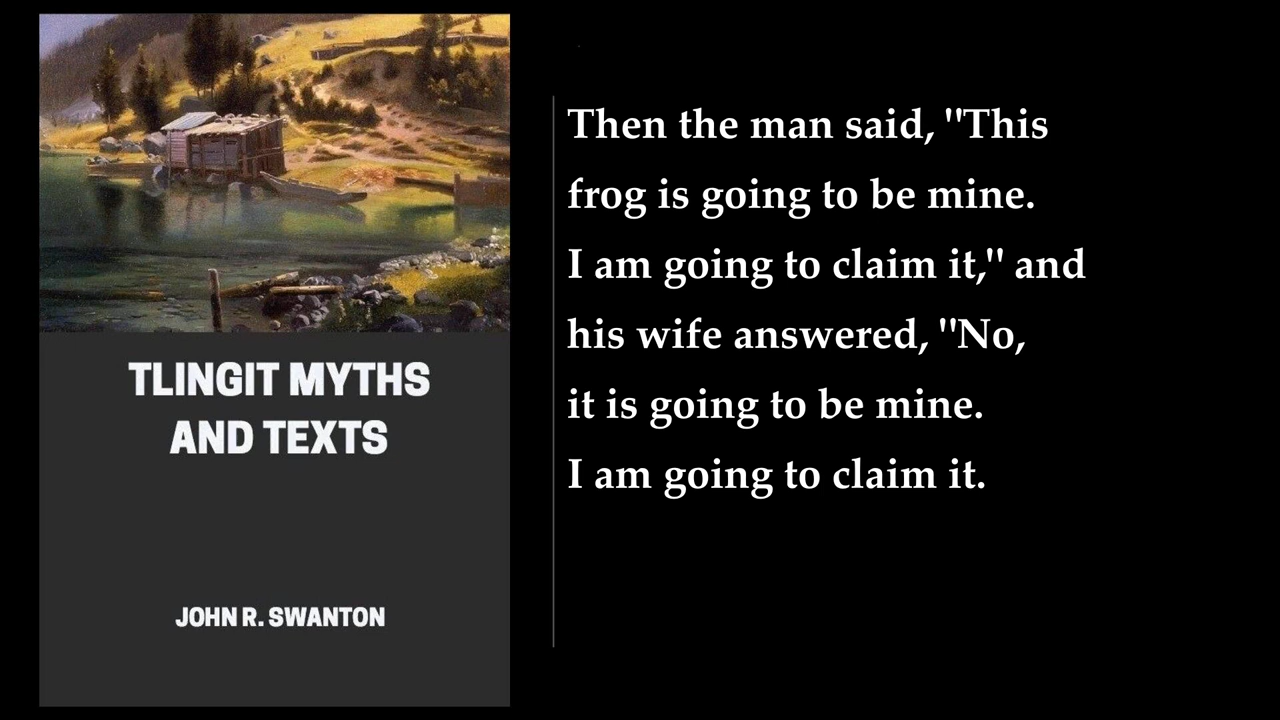 TLINGIT MYTHS
AND TEXTS
JOHN R. SWANTON
Then the man said, "This
frog is going to be mine.
I am going to claim it," and
his wife answered, "No,
it is going to be mine.
I am going to claim it.